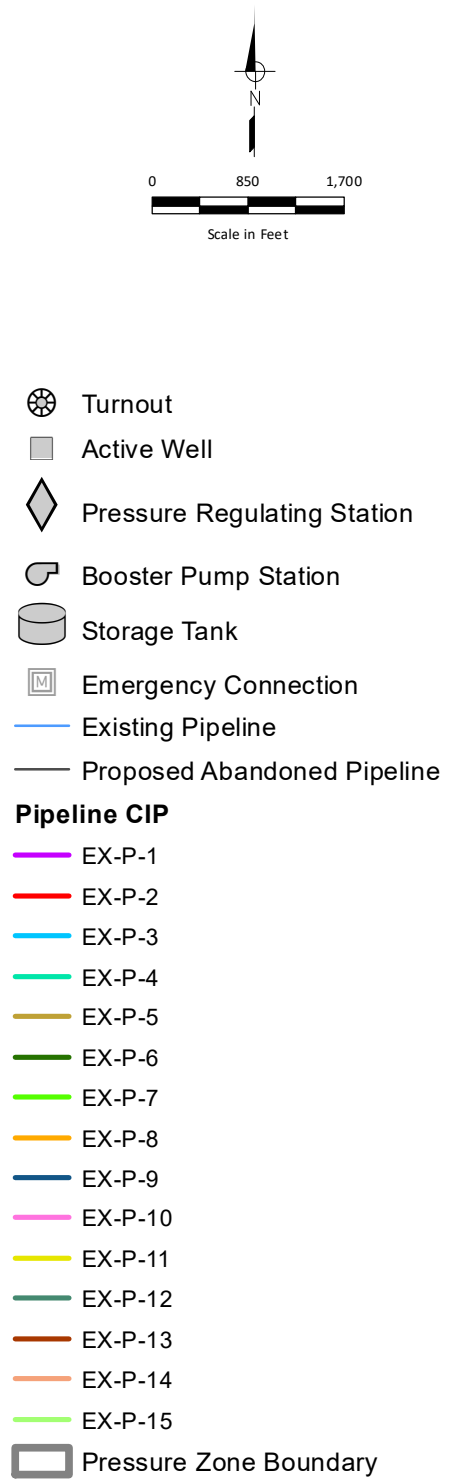 N
0 850 1,700
Scale in Feet
Turnout
Active Well
Pressure Regulating Station
Booster Pump Station
Storage Tank
M Emergency Connection
Existing Pipeline
Proposed Abandoned Pipeline
Pipeline CIP
EX-P-1
EX-P-2
EX-P-3
EX-P-4
EX-P-5
EX-P-6
EX-P-7
EX-P-8
EX-P-9
EX-P-10
EX-P-11
EX-P-12
EX-P-13
EX-P-14
EX-P-15
Pressure Zone Boundary